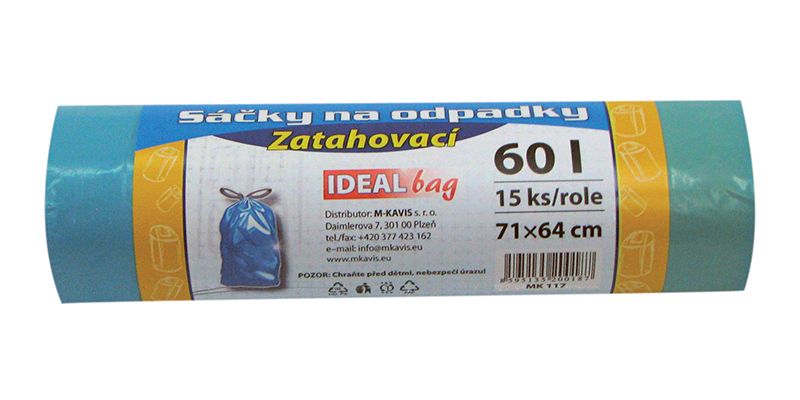 Sáčky na odpadky
Zatahovací
IDEAL bag
Distributor: M-KAVIS s. r. o.
Daimlerova 7, 301 00 Plzeň
tel./fax: +420 377 423 162
e-mail: info@mkavis.eu
www.mkavis.eu
POZOR: Chraňte před dětmi, nebezpečí úrazu!
60 l
15 ks/role
71×64 cm
8595135200187
MK 117